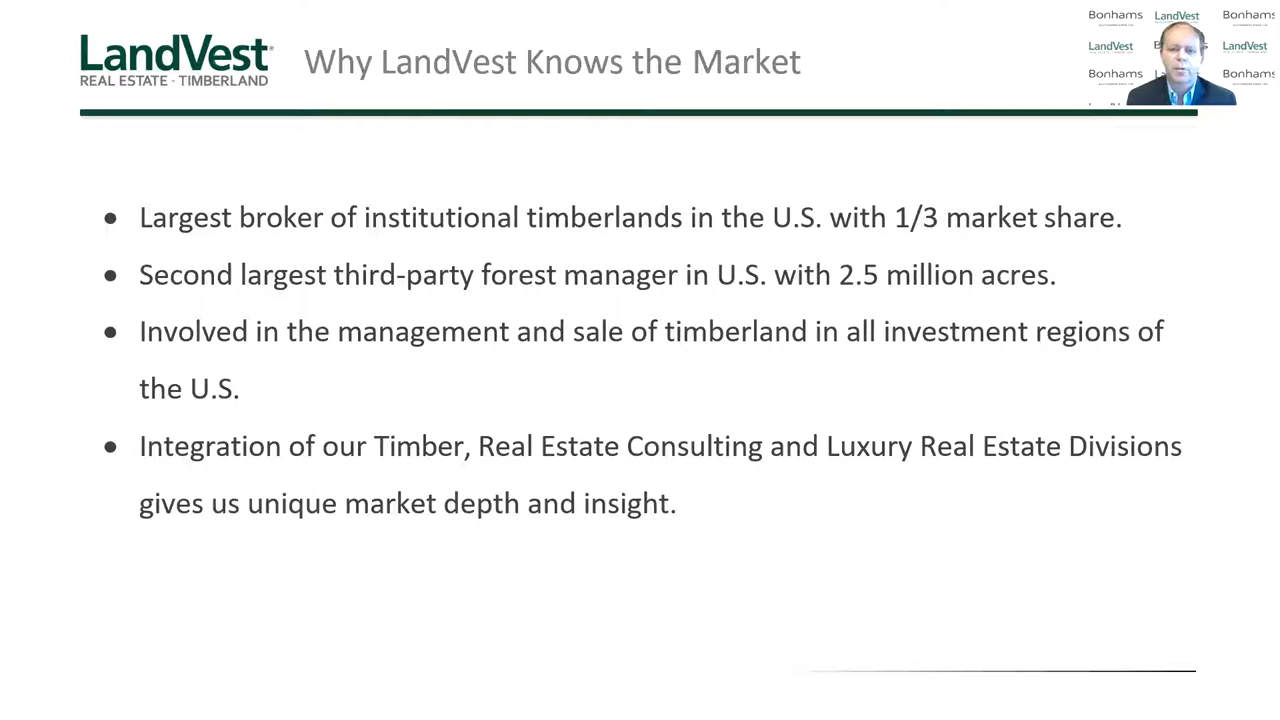 LandVest
REAL ESTATE - TIMBERLAND
Why LandVest Knows the Market
Bonhams LandVest Bonhams
LandVest LandVest
Bonhams Bonhams
• Largest broker of institutional timberlands in the U.S. with 1/3 market share.
• Second largest third-party forest manager in U.S. with 2.5 million acres.
• Involved in the management and sale of timberland in all investment regions of
the U.S.
• Integration of our Timber, Real Estate Consulting and Luxury Real Estate Divisions
gives us unique market depth and insight.